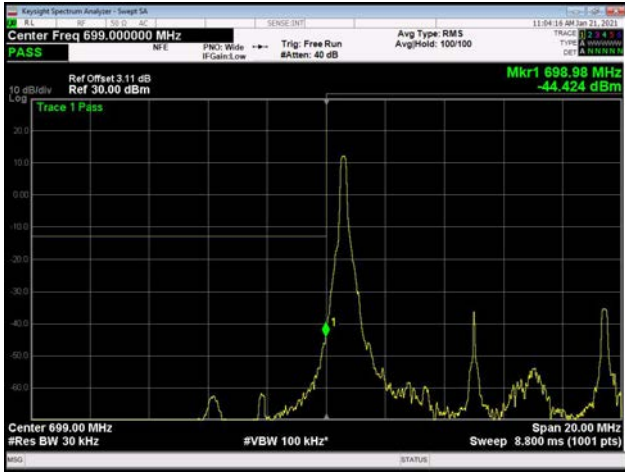 Keysight Spectrum Analyzer - Swept SA
RL RF 50 Ω AC SENSE:INT 11:04:16 AM Jan 21, 2021
Center Freq 699.000000 MHz
PASS
NFE
PNO: Wide
IFGain:Low
Trig: Free Run
#Atten: 40 dB
Avg Type: RMS
Avg|Hold: 100/100
TRACE 1 2 3 4 5 6
TYPE A WWWWW
DET A N N N N N
Mkr1 698.98 MHz
-44.424 dBm
Ref Offset 3.11 dB
10 dB/div Ref 30.00 dBm
Log
Trace 1 Pass
20.0
10.0
0.00
-10.0
-20.0
-30.0
-40.0
-50.0
-60.0
1
Center 699.00 MHz Span 20.00 MHz
#Res BW 30 kHz #VBW 100 kHz* Sweep 8.800 ms (1001 pts)
MSG STATUS